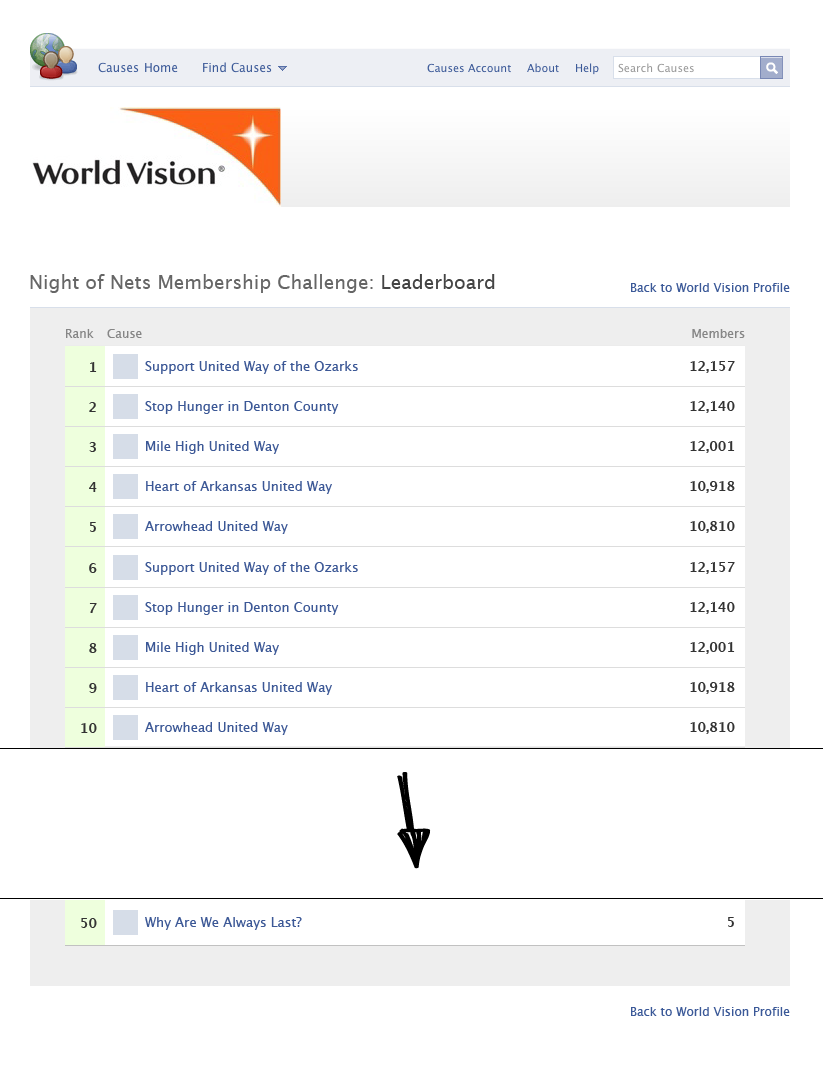 Causes Home Find Causes Causes Account About Help Search Causes
World Vision®
Night of Nets Membership Challenge: Leaderboard Back to World Vision Profile
Rank Cause Members
1 Support United Way of the Ozarks 12,157
2 Stop Hunger in Denton County 12,140
3 Mile High United Way 12,001
4 Heart of Arkansas United Way 10,918
5 Arrowhead United Way 10,810
6 Support United Way of the Ozarks 12,157
7 Stop Hunger in Denton County 12,140
8 Mile High United Way 12,001
9 Heart of Arkansas United Way 10,918
10 Arrowhead United Way 10,810
50 Why Are We Always Last? 5
Back to World Vision Profile